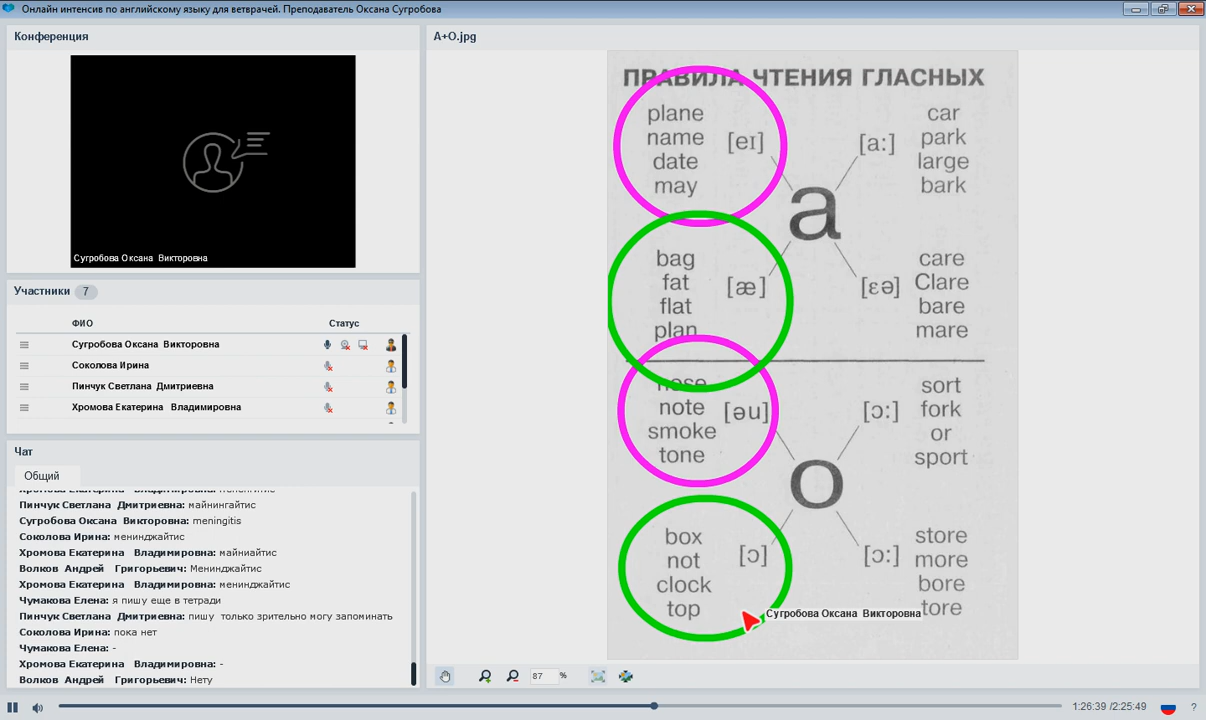 Онлайн интенсив по английскому языку для ветврачей. Преподаватель Оксана Сугробова
Конференция
Сугробова Оксана Викторовна
Участники 7
ФИО Статус
Сугробова Оксана Викторовна
Соколова Ирина
Пинчук Светлана Дмитриевна
Хромова Екатерина Владимировна
Чат
Общий
Хромова Екатерина Владимировна:
Пинчук Светлана Дмитриевна: майнингайтис
Сугробова Оксана Викторовна: meningitis
Соколова Ирина: менинджайтис
Хромова Екатерина Владимировна: майниайтис
Волков Андрей Григорьевич: Менинджайтис
Хромова Екатерина Владимировна: менинджайтис
Чумакова Елена: я пишу еще в тетради
Пинчук Светлана Дмитриевна: пишу только зрительно могу запоминать
Соколова Ирина: пока нет
Чумакова Елена: -
Хромова Екатерина Владимировна: -
Волков Андрей Григорьевич: Нету
A+O.jpg
ПРАВИЛА ЧТЕНИЯ ГЛАСНЫХ
plane
name
date
may
[eɪ]
[a:]
car
park
large
bark
a
bag
fat
flat
plan
[æ]
[ɛə]
care
Clare
bare
mare
nose
note
smoke
tone
[əu]
[ɔ:]
sort
fork
or
sport
o
box
not
clock
top
[ɔ]
[ɔ:]
store
more
bore
tore
Сугробова Оксана Викторовна
87 %
1:26:39 /2:25:49
?